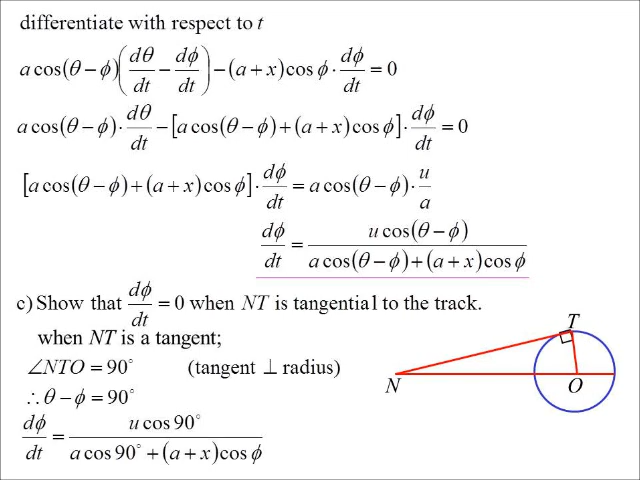 differentiate with respect to t
a cos(θ − ϕ)(dθ/dt − dϕ/dt) − (a + x)cos ϕ · dϕ/dt = 0
a cos(θ − ϕ) · dθ/dt − [a cos(θ − ϕ) + (a + x)cos ϕ] · dϕ/dt = 0
[a cos(θ − ϕ) + (a + x)cos ϕ] · dϕ/dt = a cos(θ − ϕ) · u/a
dϕ/dt = u cos(θ − ϕ) / a cos(θ − ϕ) + (a + x)cos ϕ
c) Show that dϕ/dt = 0 when NT is tangential to the track.
when NT is a tangent;
∠NTO = 90° (tangent ⊥ radius)
∴ θ − ϕ = 90°
dϕ/dt = u cos 90° / a cos 90° + (a + x)cos ϕ
T
N
O